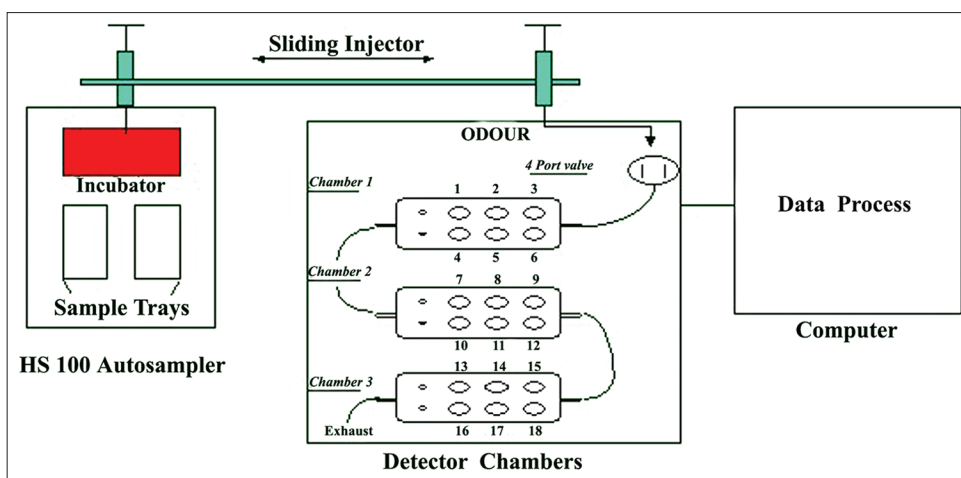 Sliding Injector
ODOUR
4 Port valve
Incubator
Sample Trays
HS 100 Autosampler
Chamber 1
1 2 3
4 5 6
Chamber 2
7 8 9
10 11 12
Chamber 3
13 14 15
16 17 18
Exhaust
Detector Chambers
Data Process
Computer